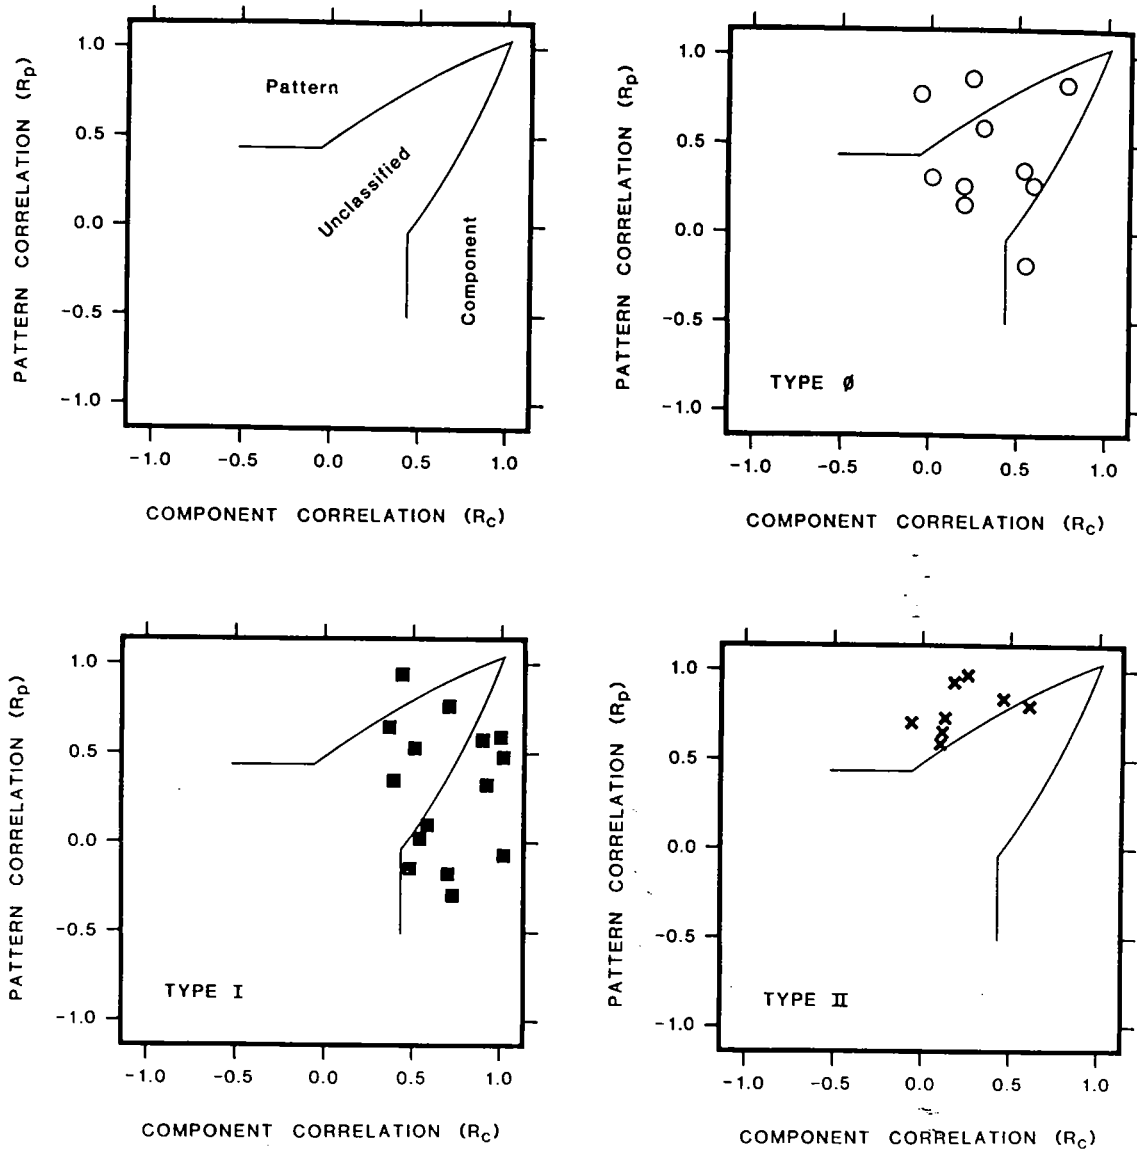 PATTERN CORRELATION (Rp)
1.0
0.5
0.0
-0.5
-1.0
Pattern
Unclassified
Component
-1.0 -0.5 0.0 0.5 1.0
COMPONENT CORRELATION (Rc)
PATTERN CORRELATION (Rp)
1.0
0.5
0.0
-0.5
-1.0
TYPE Ø
-1.0 -0.5 0.0 0.5 1.0
COMPONENT CORRELATION (Rc)
PATTERN CORRELATION (Rp)
1.0
0.5
0.0
-0.5
-1.0
TYPE I
-1.0 -0.5 0.0 0.5 1.0
COMPONENT CORRELATION (Rc)
PATTERN CORRELATION (Rp)
1.0
0.5
0.0
-0.5
-1.0
TYPE II
-1.0 -0.5 0.0 0.5 1.0
COMPONENT CORRELATION (Rc)